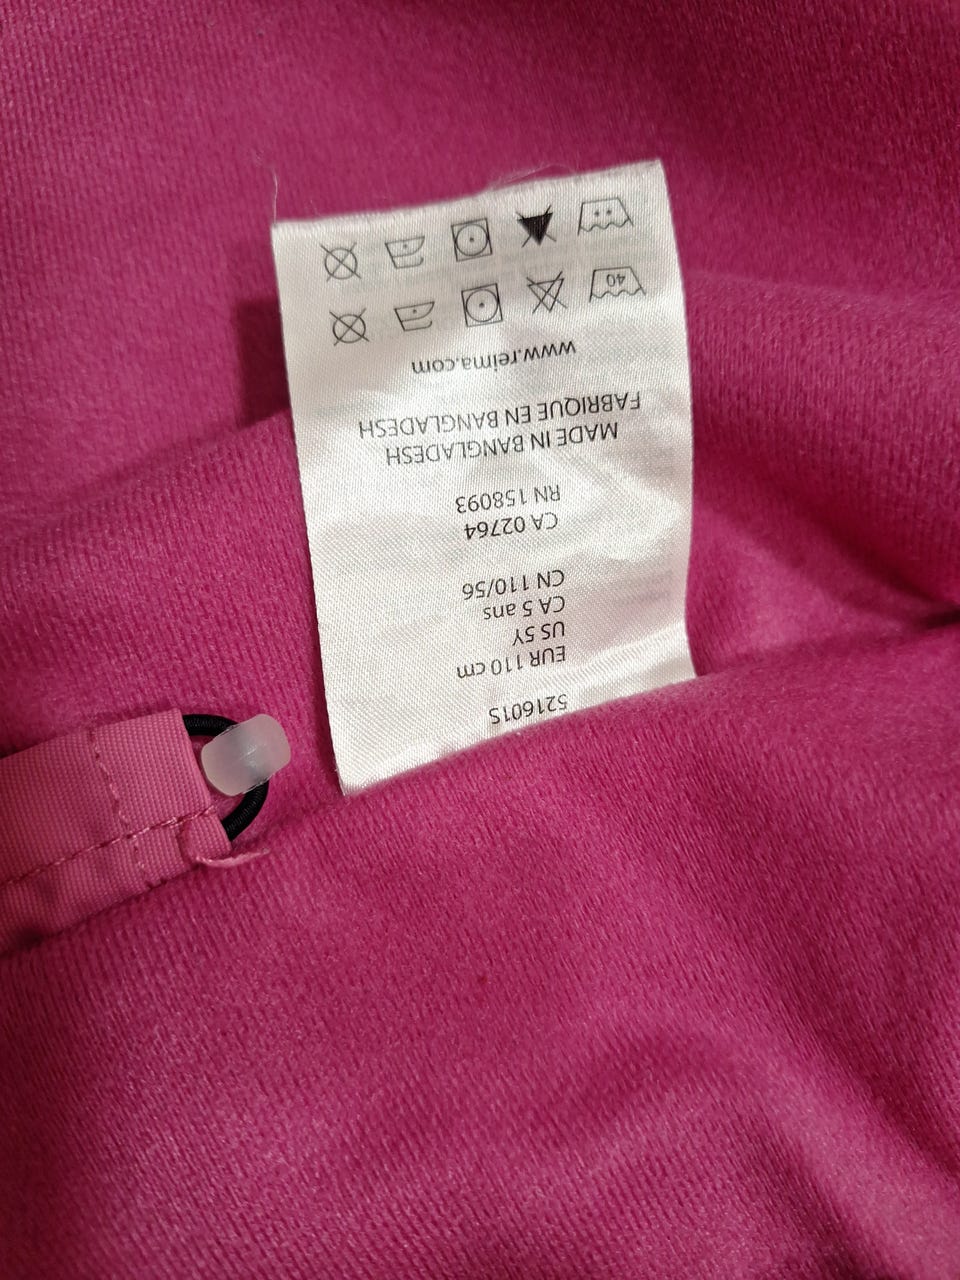 521601S
EUR 110 cm
US 5Y
CA 5 ans
CN 110/56
CA 02764
RN 158093
MADE IN BANGLADESH
FABRIQUE EN BANGLADESH
www.reima.com
40